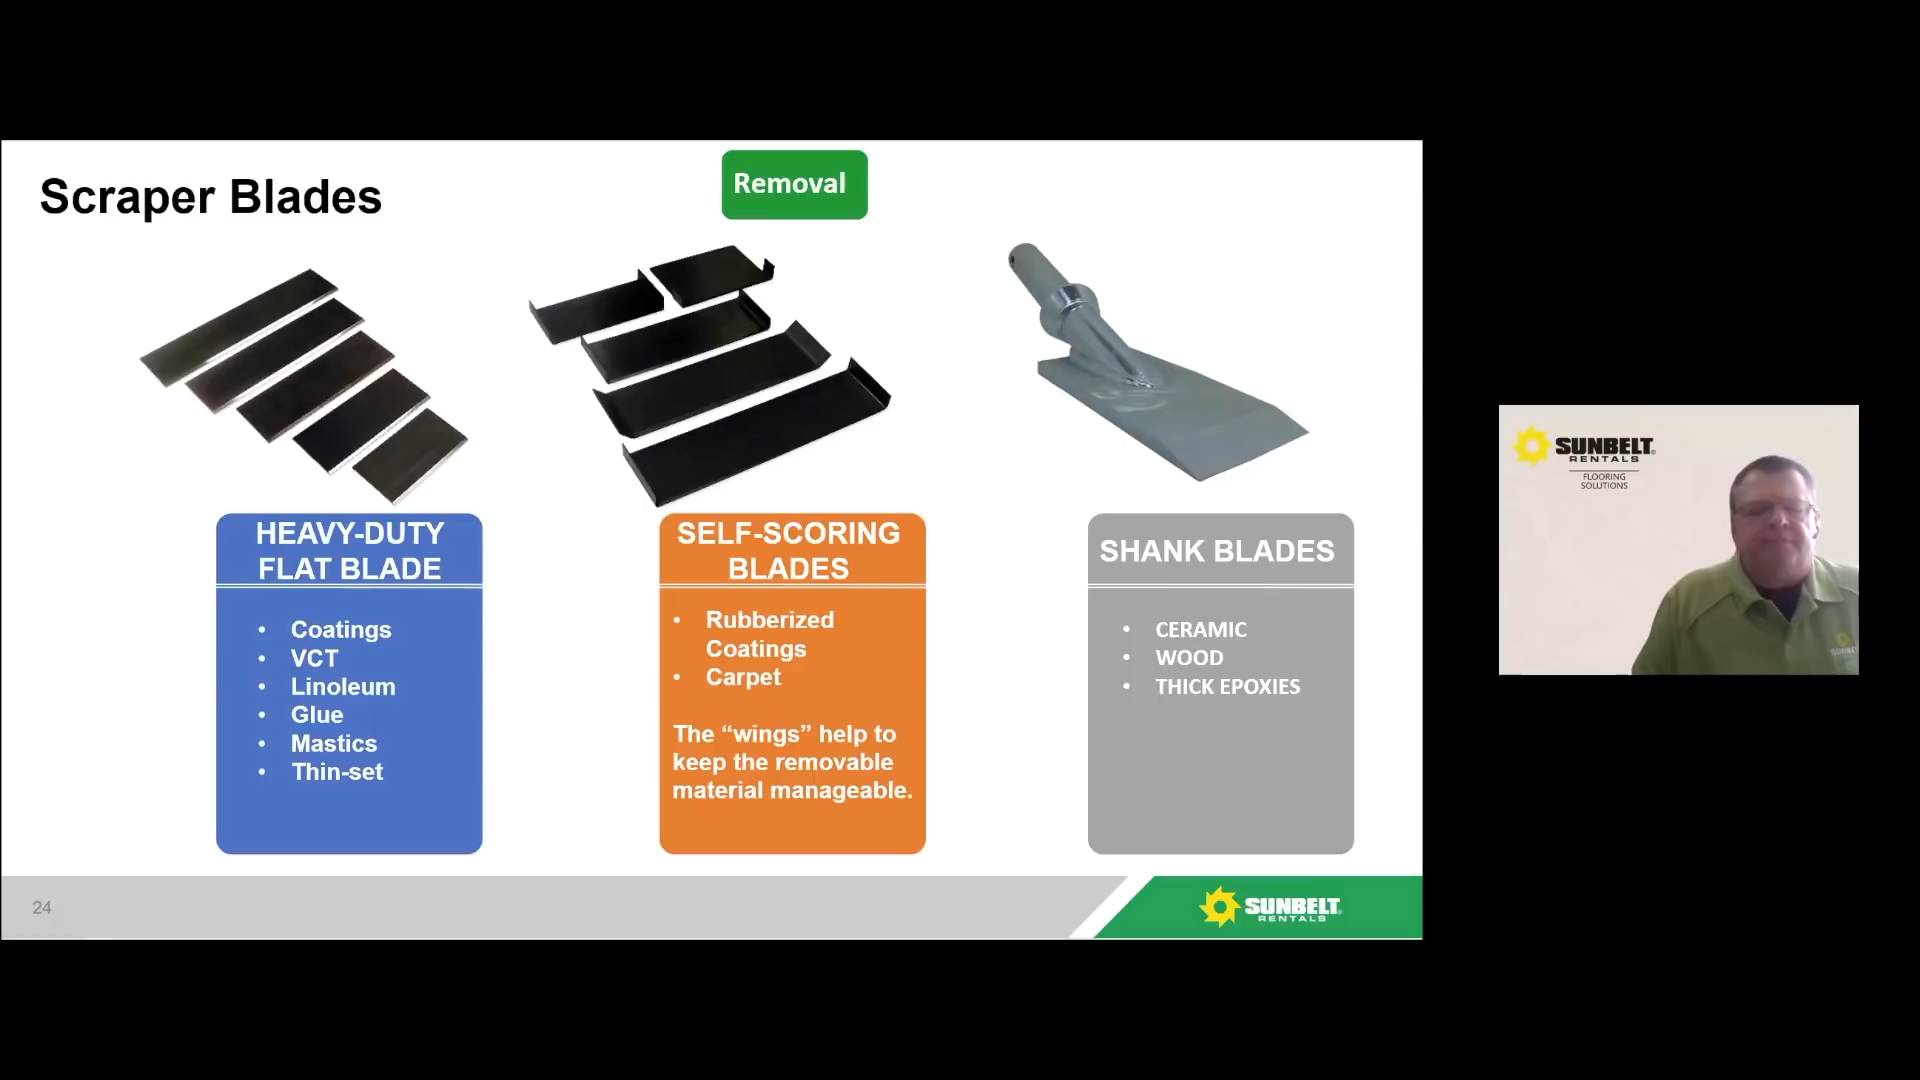 Scraper Blades
Removal
HEAVY-DUTY
FLAT BLADE
• Coatings
• VCT
• Linoleum
• Glue
• Mastics
• Thin-set
SELF-SCORING
BLADES
• Rubberized
Coatings
• Carpet
The “wings” help to
keep the removable
material manageable.
SHANK BLADES
• CERAMIC
• WOOD
• THICK EPOXIES
24
SUNBELT
RENTALS
SUNBELT
RENTALS
FLOORING
SOLUTIONS